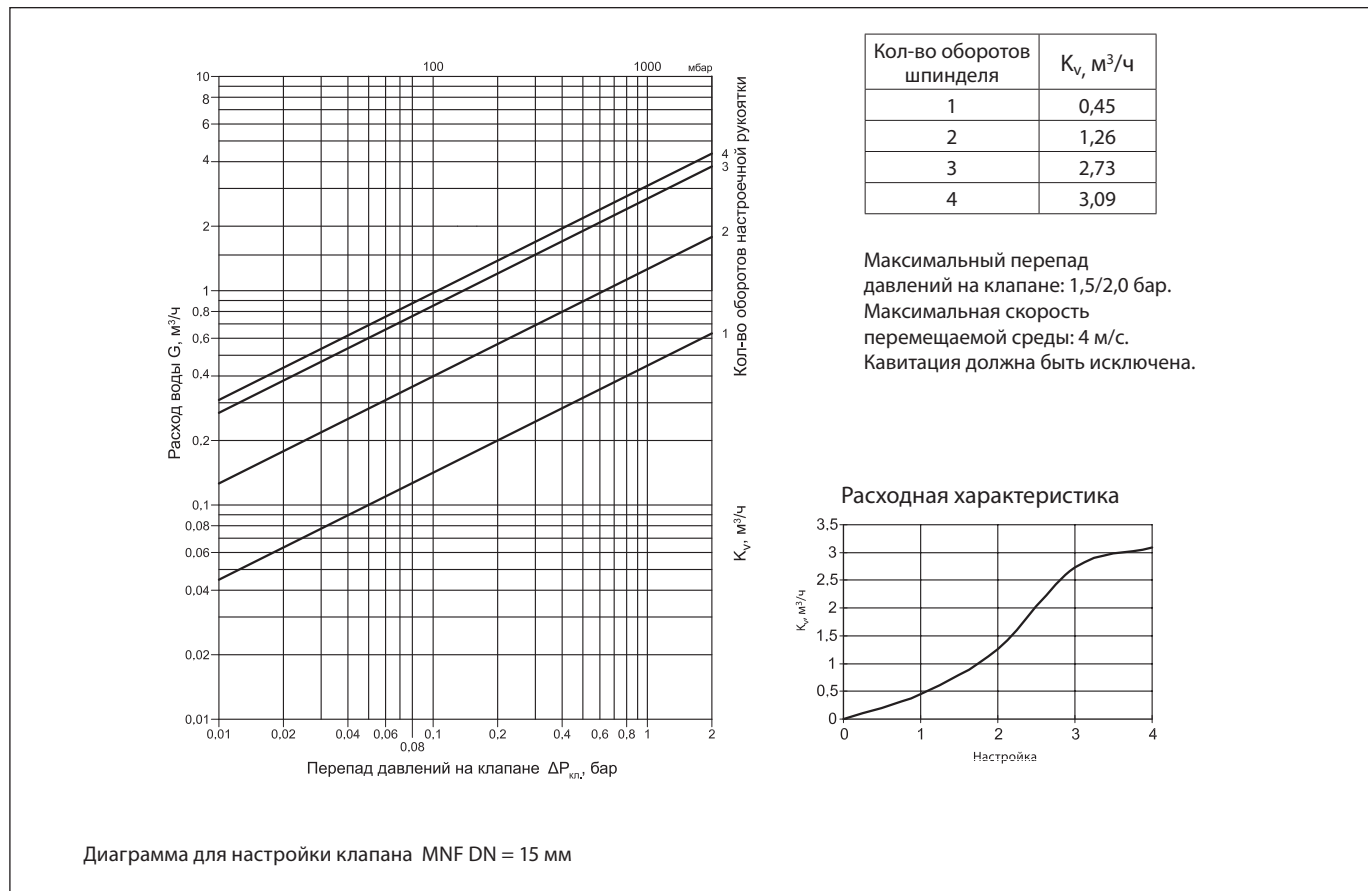 100
1000
мбар
10
8
6
4
2
1
0,8
0,6
0,4
0,2
0,1
0,08
0,06
0,04
0,02
0,01
Расход воды G, м³/ч
4
3
2
1
Кол-во оборотов настроечной рукоятки
Kv, м³/ч
0,01
0,02
0,04
0,06
0,08
0,1
0,2
0,4
0,6
0,8
1
2
Перепад давлений на клапане ΔPкл., бар
Кол-во оборотов шпинделя
Kv, м³/ч
1 0,45
2 1,26
3 2,73
4 3,09
Максимальный перепад
давлений на клапане: 1,5/2,0 бар.
Максимальная скорость
перемещаемой среды: 4 м/с.
Кавитация должна быть исключена.
Расходная характеристика
3.5
3
2,5
2
1.5
1
0,5
0
Kv, м³/ч
0 1 2 3 4
Настройка
Диаграмма для настройки клапана MNF DN = 15 мм